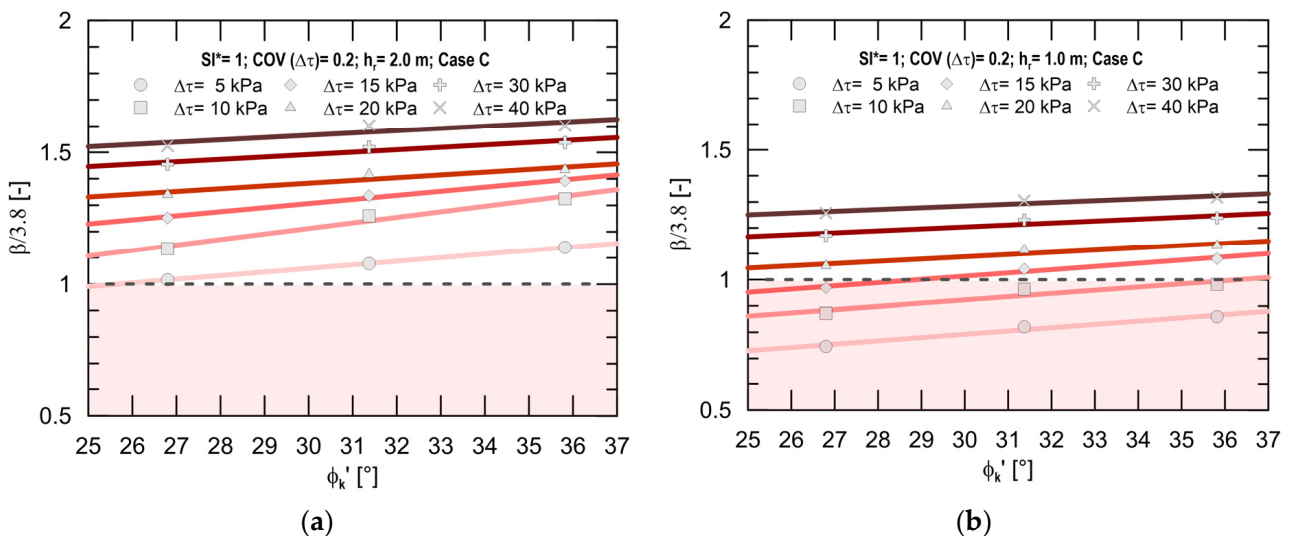 2
SI*= 1; COV (Δτ)= 0.2; hr= 2.0 m; Case C
Δτ= 5 kPa Δτ= 15 kPa Δτ= 30 kPa
Δτ= 10 kPa Δτ= 20 kPa Δτ= 40 kPa
1.5
1
0.5
β/3.8 [-]
25 26 27 28 29 30 31 32 33 34 35 36 37
ϕk' [°]
(a)
2
SI*= 1; COV (Δτ)= 0.2; hr= 1.0 m; Case C
Δτ= 5 kPa Δτ= 15 kPa Δτ= 30 kPa
Δτ= 10 kPa Δτ= 20 kPa Δτ= 40 kPa
1.5
1
0.5
β/3.8 [-]
25 26 27 28 29 30 31 32 33 34 35 36 37
ϕk' [°]
(b)